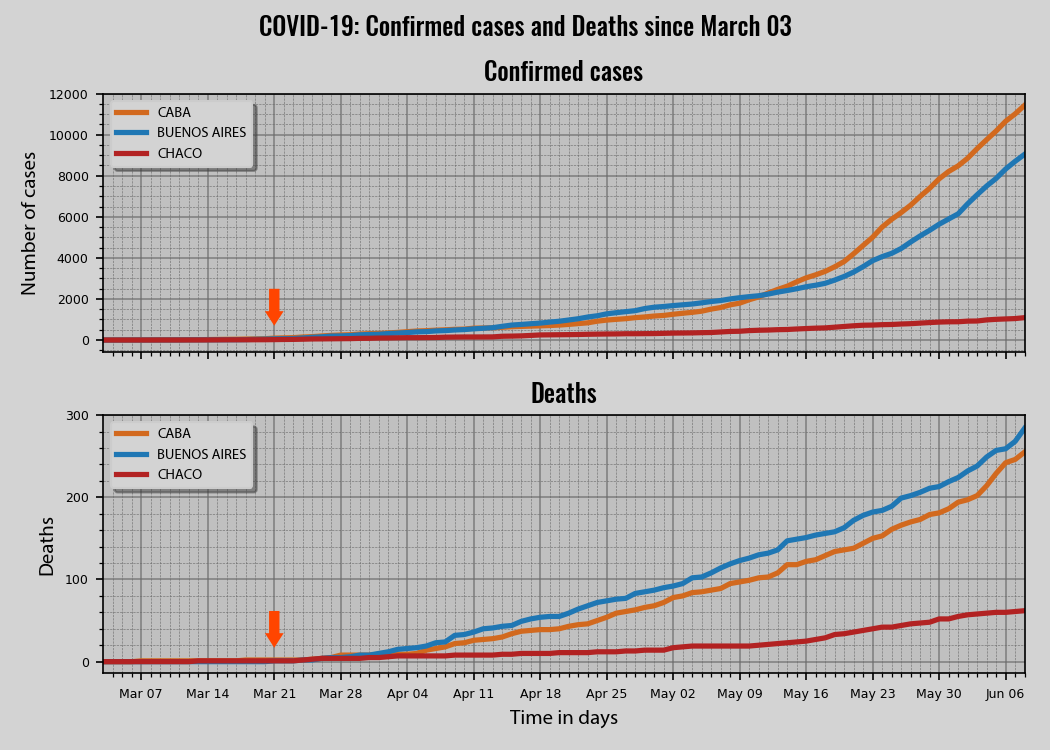 COVID-19: Confirmed cases and Deaths since March 03
Confirmed cases
12000
10000
8000
6000
4000
2000
0
Number of cases
CABA
BUENOS AIRES
CHACO
Deaths
300
200
100
0
Deaths
CABA
BUENOS AIRES
CHACO
Mar 07 Mar 14 Mar 21 Mar 28 Apr 04 Apr 11 Apr 18 Apr 25 May 02 May 09 May 16 May 23 May 30 Jun 06
Time in days